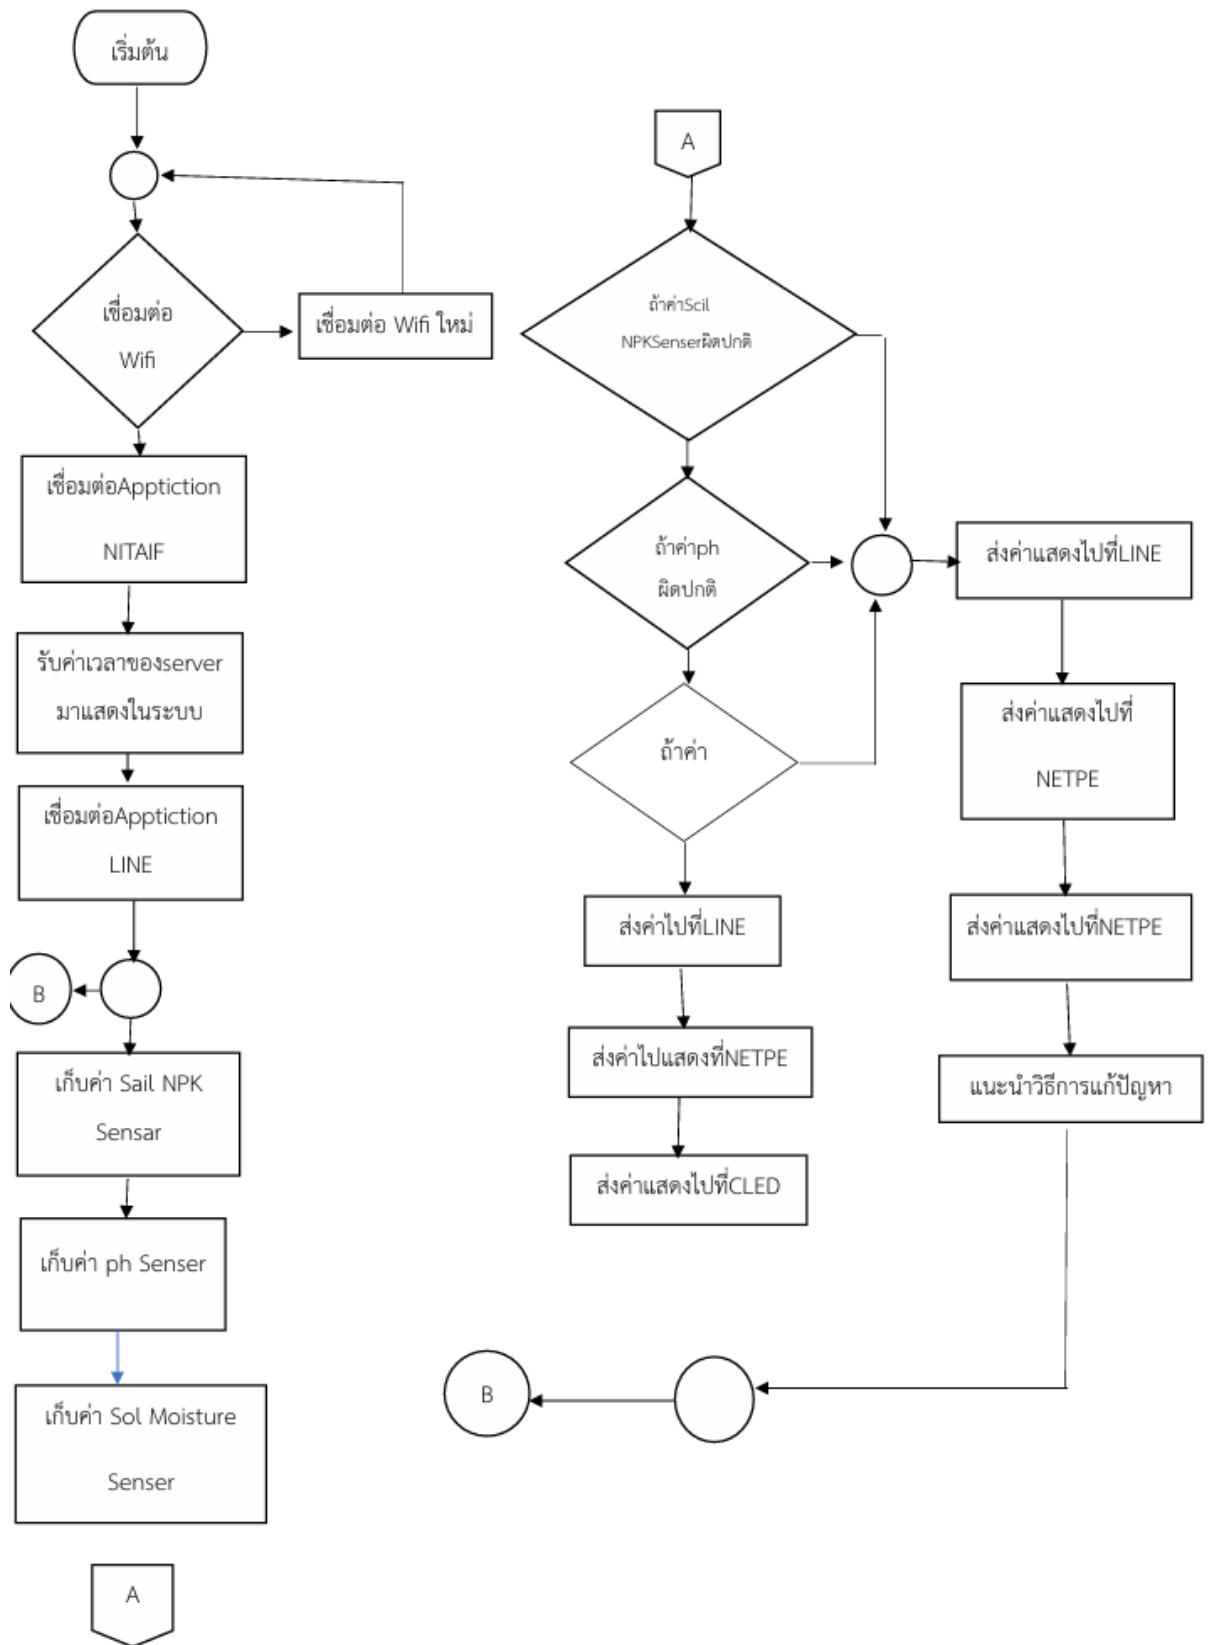 เริ่มต้น
เชื่อมต่อ
Wifi
เชื่อมต่อ Wifi ใหม่
เชื่อมต่อApptiction
NITAIF
รับค่าเวลาของserver
มาแสดงในระบบ
เชื่อมต่อApptiction
LINE
B
เก็บค่า Sail NPK
Sensar
เก็บค่า ph Senser
เก็บค่า Sol Moisture
Senser
A
A
ถ้าค่าScil
NPKSenserผิดปกติ
ถ้าค่าph
ผิดปกติ
ถ้าค่า
ส่งค่าไปที่LINE
ส่งค่าไปแสดงที่NETPE
ส่งค่าแสดงไปที่CLED
ส่งค่าแสดงไปที่LINE
ส่งค่าแสดงไปที่
NETPE
ส่งค่าแสดงไปที่NETPE
แนะนำวิธีการแก้ปัญหา
B